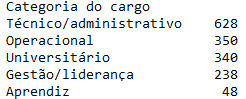 Categoria do cargo
Técnico/administrativo 628
Operacional 350
Universitário 340
Gestão/liderança 238
Aprendiz 48